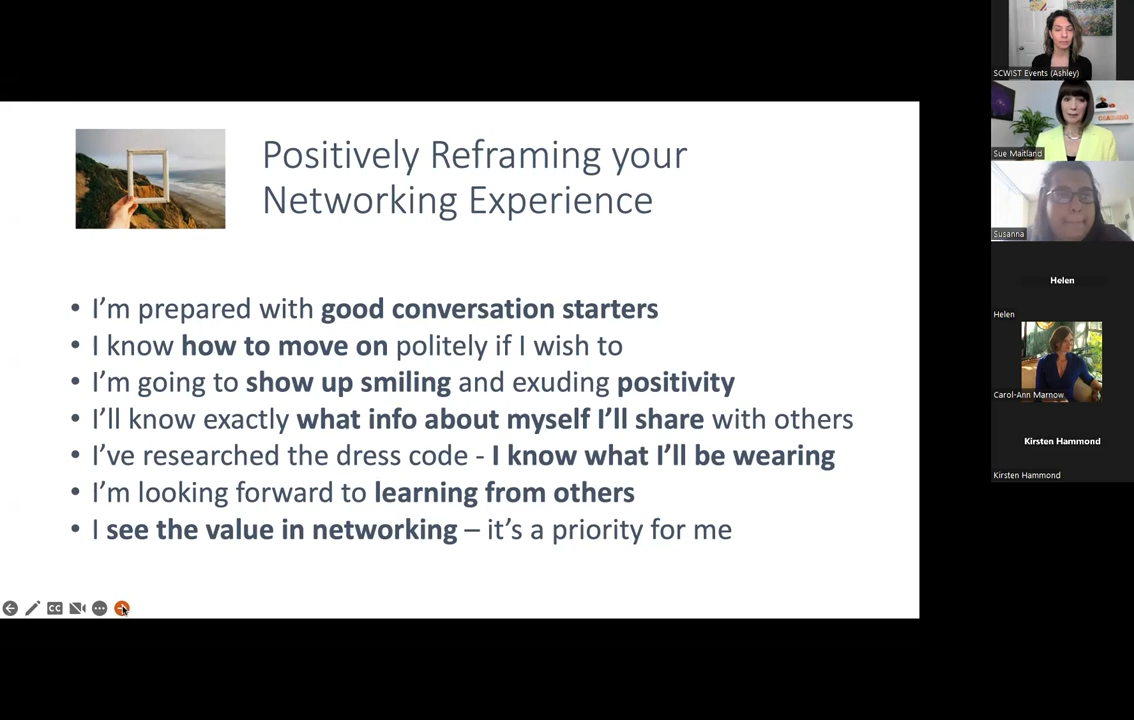 Positively Reframing your
Networking Experience
• I’m prepared with good conversation starters
• I know how to move on politely if I wish to
• I’m going to show up smiling and exuding positivity
• I’ll know exactly what info about myself I’ll share with others
• I’ve researched the dress code - I know what I’ll be wearing
• I’m looking forward to learning from others
• I see the value in networking – it’s a priority for me
CC
SCWIST Events (Ashley)
Sue Maitland
Susanna
Helen
Helen
Carol-Ann Marnow
Kirsten Hammond
Kirsten Hammond